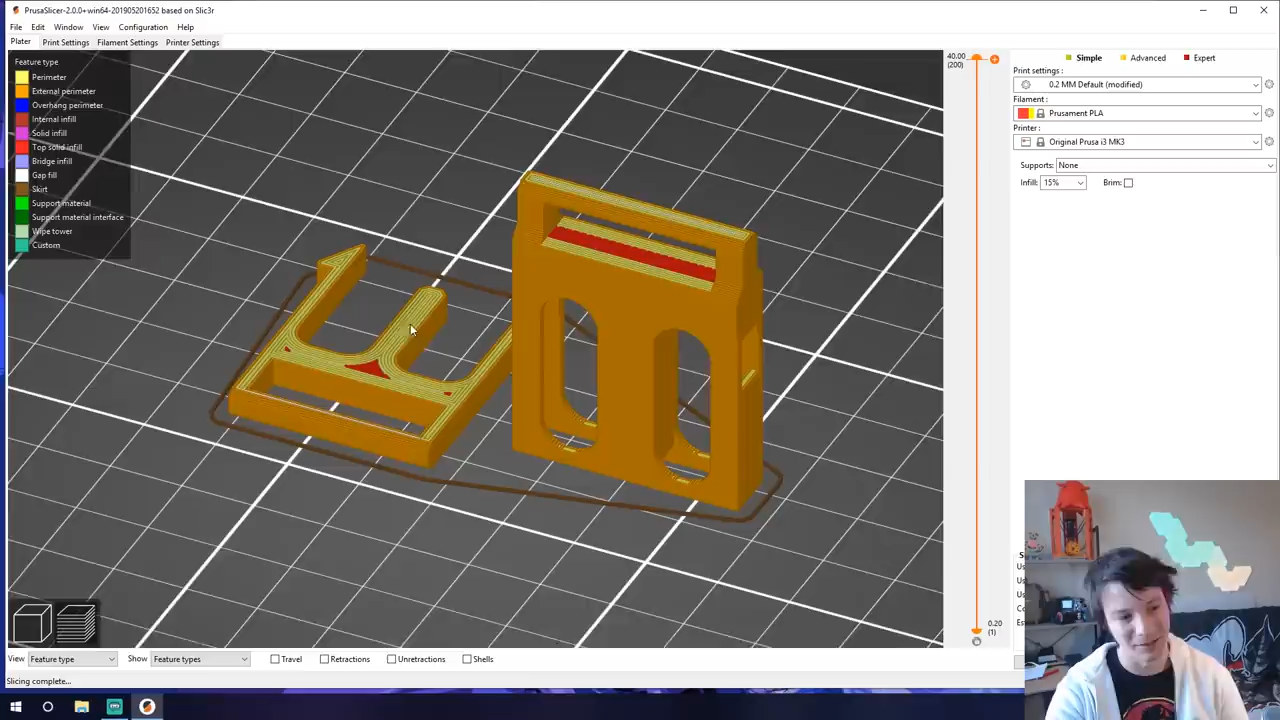 PrusaSlicer-2.0.0+win64-201905201652 based on Slic3r
File Edit Window View Configuration Help
Plater Print Settings Filament Settings Printer Settings
Feature type
Perimeter
External perimeter
Overhang perimeter
Internal infill
Solid infill
Top solid infill
Bridge infill
Gap fill
Skirt
Support material
Support material interface
Wipe tower
Custom
40.00
(200)
0.20
(1)
Simple Advanced Expert
Print settings :
0.2 MM Default (modified)
Filament :
Prusament PLA
Printer :
Original Prusa i3 MK3
Supports: None
Infill: 15% Brim:
View Feature type Show Feature types Travel Retractions Unretractions Shells
Slicing complete...